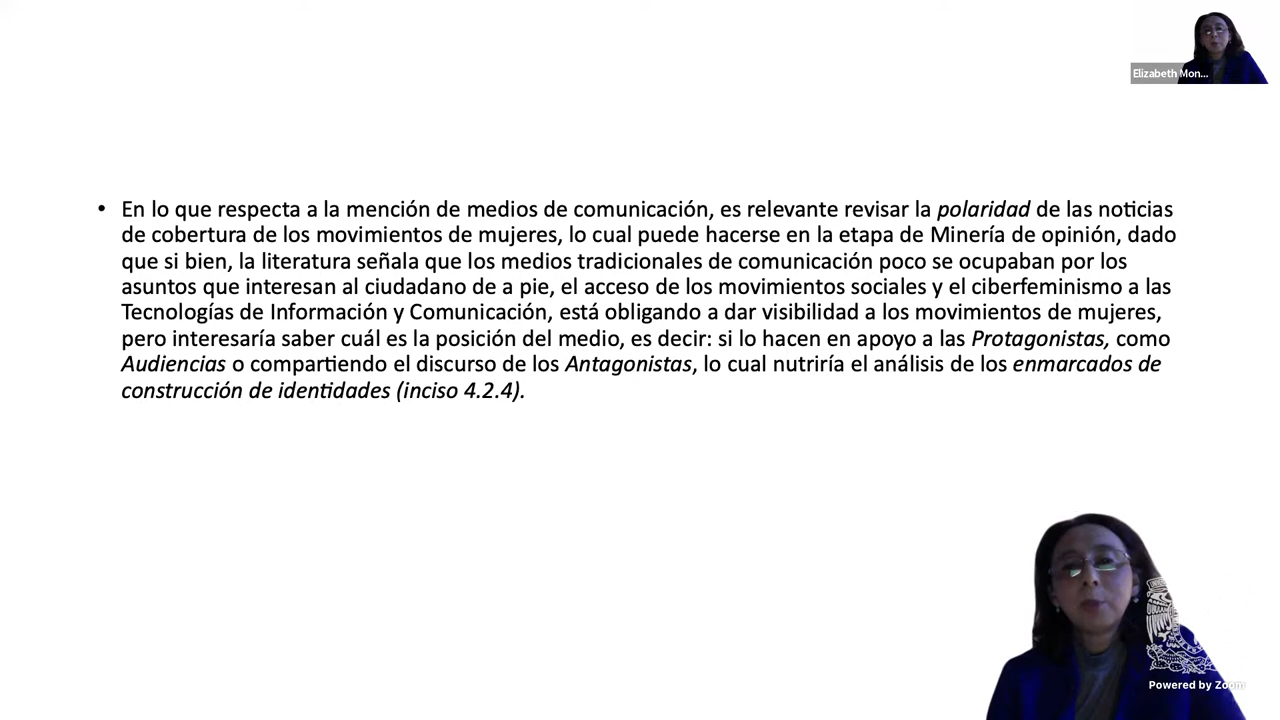 Elizabeth Mon...
• En lo que respecta a la mención de medios de comunicación, es relevante revisar la polaridad de las noticias
de cobertura de los movimientos de mujeres, lo cual puede hacerse en la etapa de Minería de opinión, dado
que si bien, la literatura señala que los medios tradicionales de comunicación poco se ocupaban por los
asuntos que interesan al ciudadano de a pie, el acceso de los movimientos sociales y el ciberfeminismo a las
Tecnologías de Información y Comunicación, está obligando a dar visibilidad a los movimientos de mujeres,
pero interesaría saber cuál es la posición del medio, es decir: si lo hacen en apoyo a las Protagonistas, como
Audiencias o compartiendo el discurso de los Antagonistas, lo cual nutriría el análisis de los enmarcados de
construcción de identidades (inciso 4.2.4).
Powered by Zoom